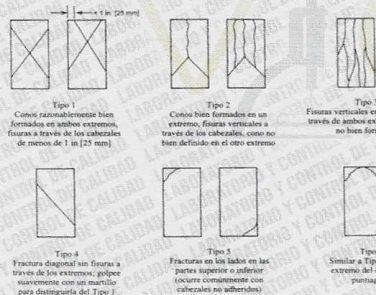 < 1 in. [25 mm]
Tipo 1
Conos razonablemente bien
formados en ambos extremos,
fisuras a través de los cabezales
de menos de 1 in [25 mm]
Tipo 2
Conos bien formados en un
extremo, fisuras verticales a
través de los cabezales, cono no
bien definido en el otro extremo
Tipo 3
Fisuras verticales en
través de ambos ex
no bien for
Tipo 4
Fractura diagonal sin fisuras a
través de los extremos; golpee
suavemente con un martillo
para distinguirla del Tipo 1
Tipo 5
Fracturas en los lados en las
partes superior o inferior
(ocurre comúnmente con
cabezales no adheridos)
Tipo
Similar a Tip
extremo del c
puntiag